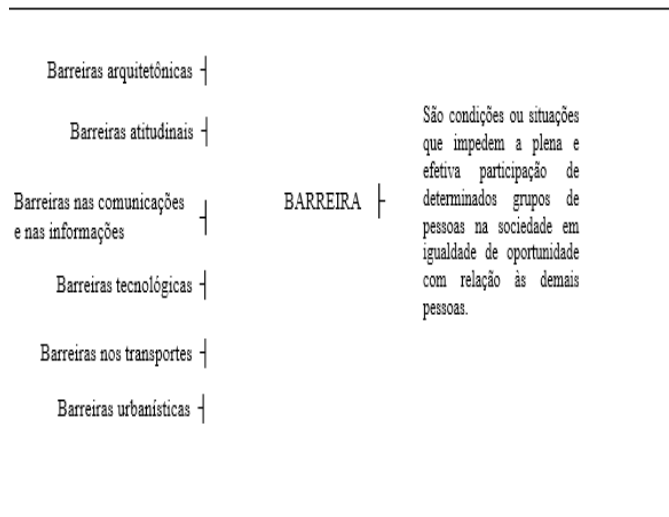 Barreiras arquitetônicas
Barreiras atitudinais
Barreiras nas comunicações
e nas informações
Barreiras tecnológicas
Barreiras nos transportes
Barreiras urbanísticas
BARREIRA
São condições ou situações
que impedem a plena e
efetiva participação de
determinados grupos de
pessoas na sociedade em
igualdade de oportunidade
com relação às demais
pessoas.